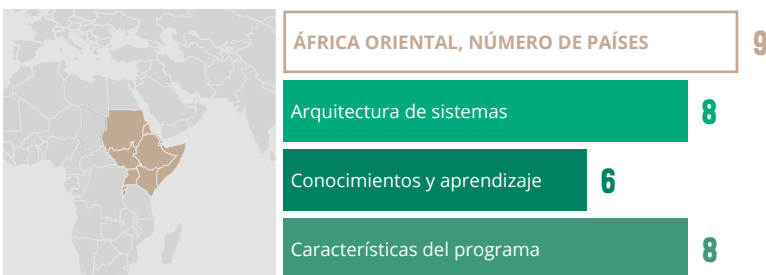 ÁFRICA ORIENTAL, NÚMERO DE PAÍSES 9
Arquitectura de sistemas 8
Conocimientos y aprendizaje 6
Características del programa 8